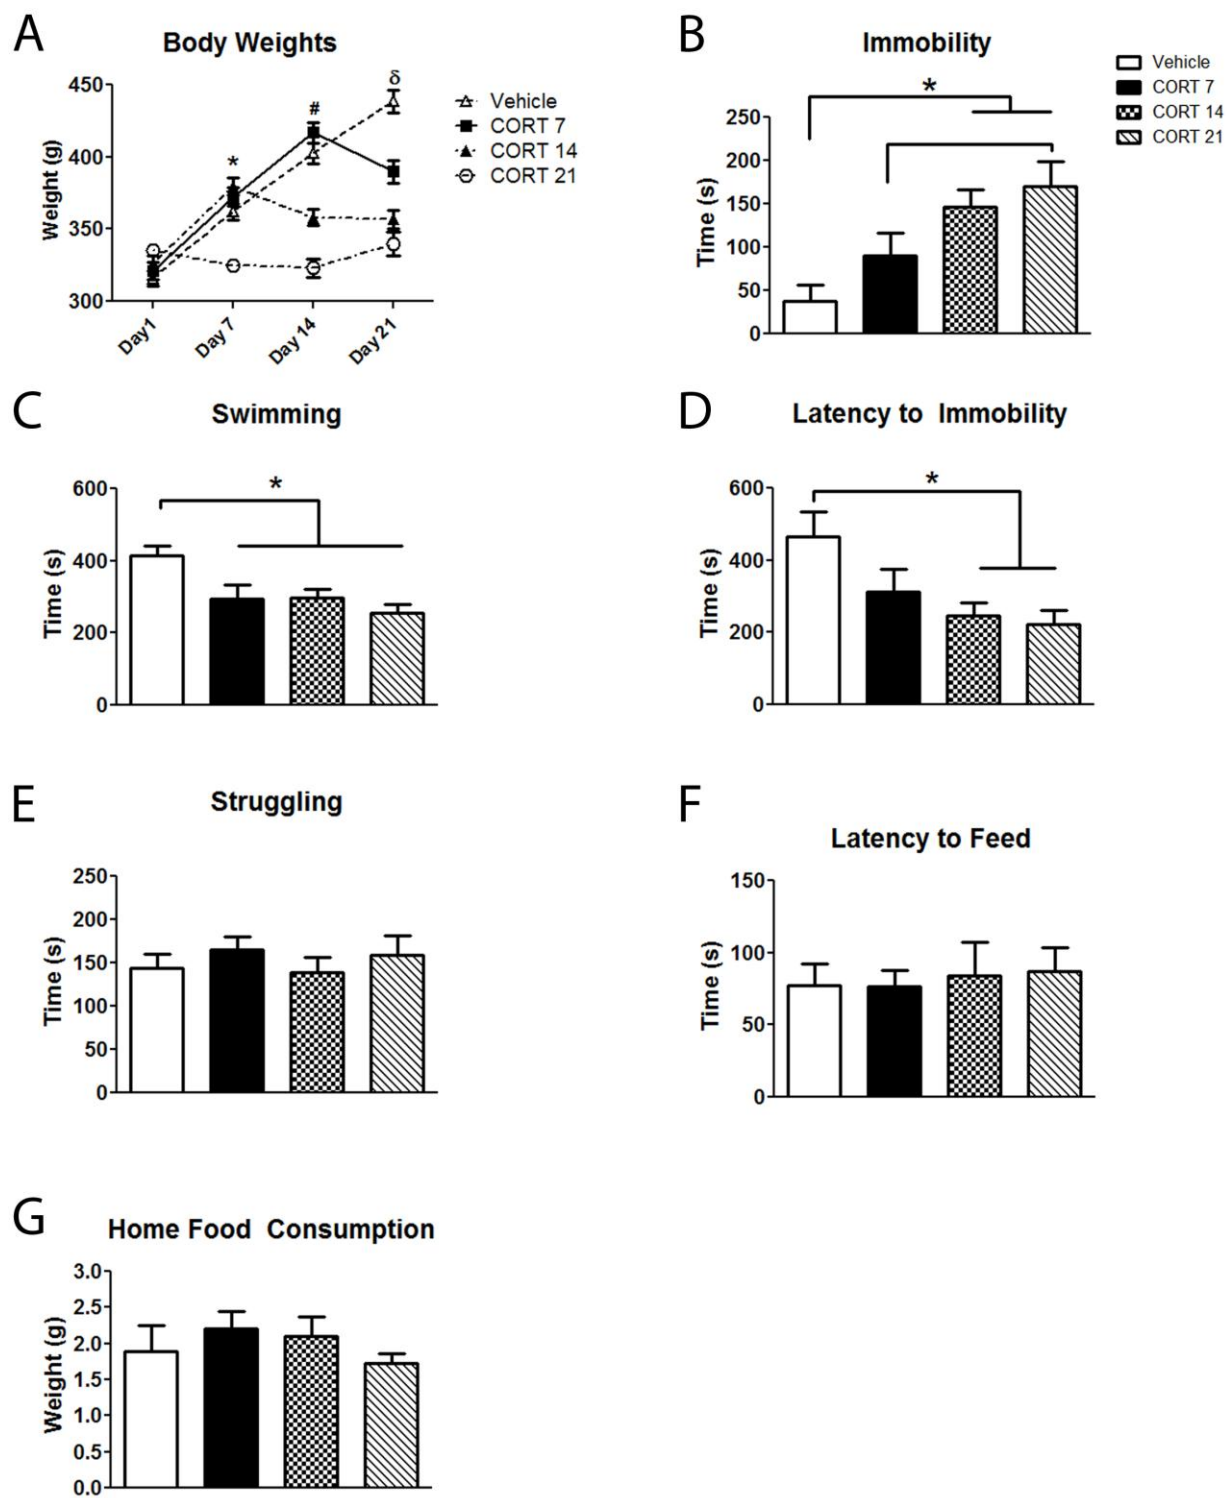 A
Body Weights
Weight (g)
450
400
350
300
*
#
δ
Day1
Day 7
Day 14
Day 21
Vehicle
CORT 7
CORT 14
CORT 21
B
Immobility
Time (s)
250
200
150
100
50
0
*
Vehicle
CORT 7
CORT 14
CORT 21
C
Swimming
Time (s)
600
400
200
0
*
D
Latency to Immobility
Time (s)
600
400
200
0
*
E
Struggling
Time (s)
250
200
150
100
50
0
F
Latency to Feed
Time (s)
150
100
50
0
G
Home Food Consumption
Weight (g)
3.0
2.5
2.0
1.5
1.0
0.5
0.0